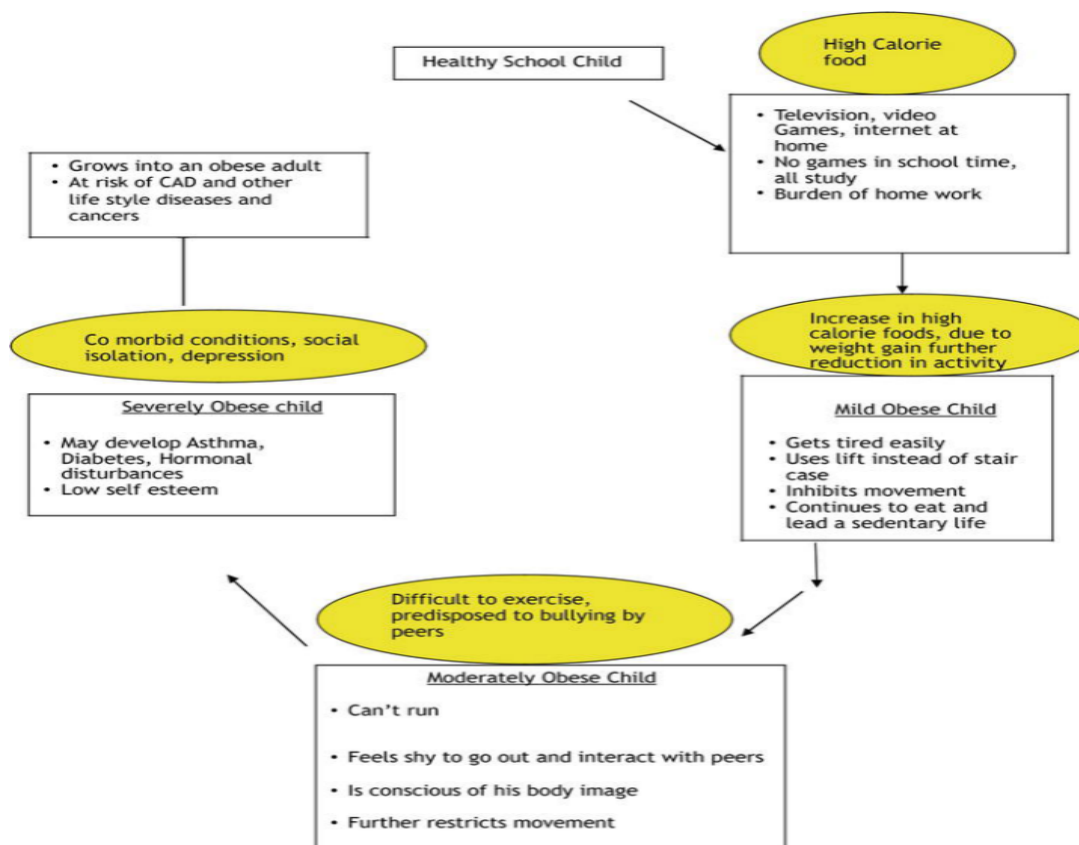 Healthy School Child
High Calorie
food
• Television, video
Games, internet at
home
• No games in school time,
all study
• Burden of home work
Increase in high
calorie foods, due to
weight gain further
reduction in activity
Mild Obese Child
• Gets tired easily
• Uses lift instead of stair
case
• Inhibits movement
• Continues to eat and
lead a sedentary life
Difficult to exercise,
predisposed to bullying by
peers
Moderately Obese Child
• Can't run
• Feels shy to go out and interact with peers
• Is conscious of his body image
• Further restricts movement
Co morbid conditions, social
isolation, depression
Severely Obese child
• May develop Asthma,
Diabetes, Hormonal
disturbances
• Low self esteem
• Grows into an obese adult
• At risk of CAD and other
life style diseases and
cancers